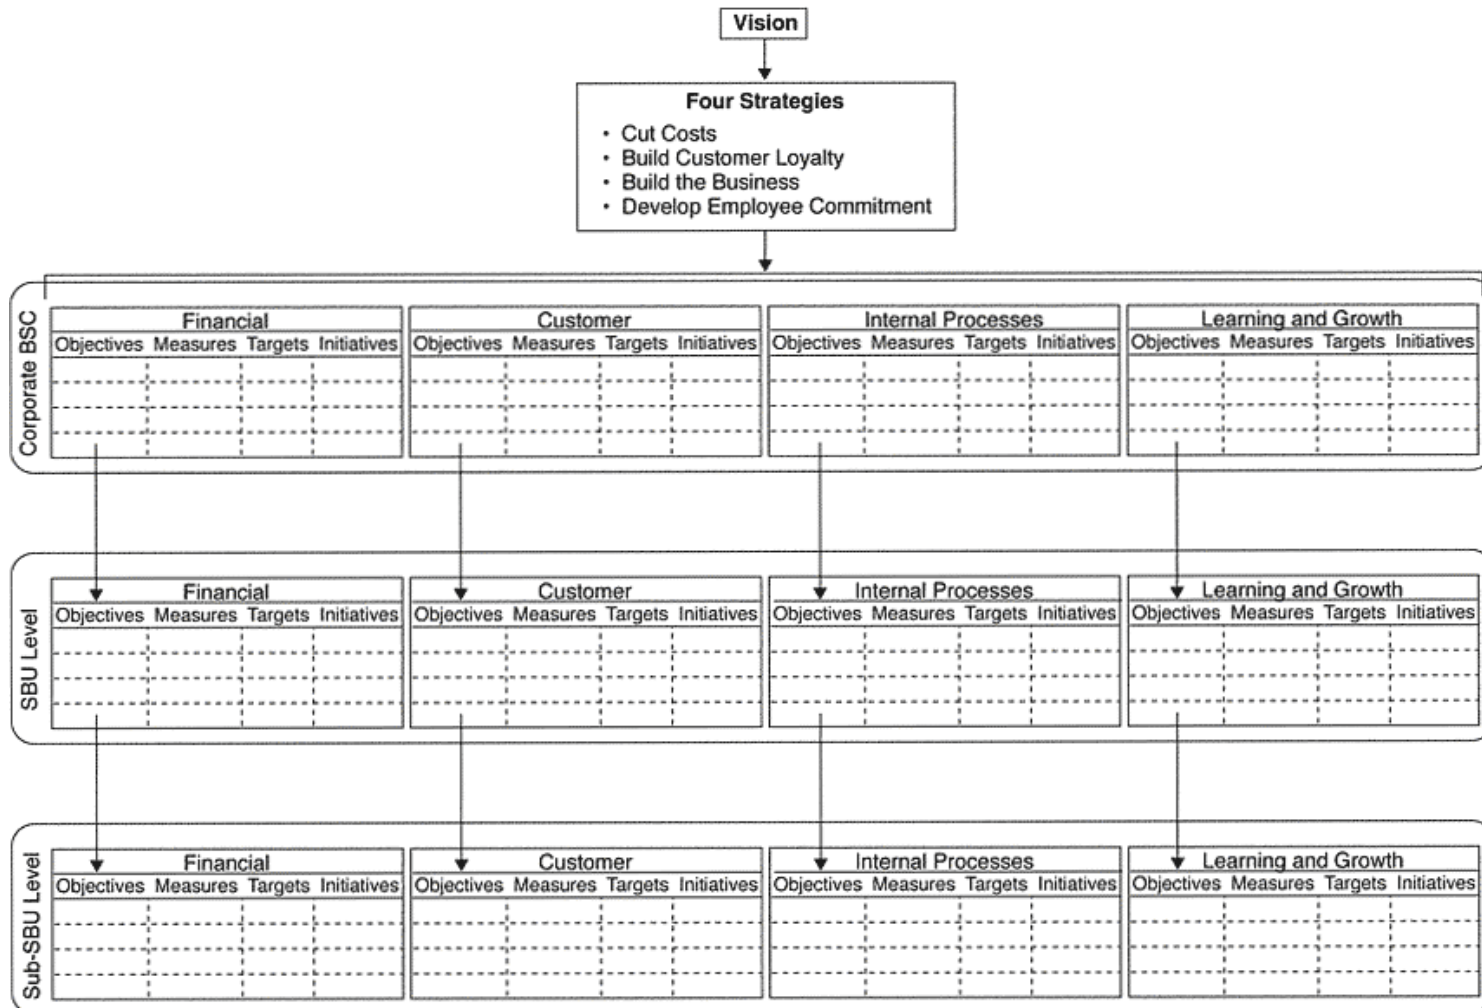 Vision
Four Strategies
• Cut Costs
• Build Customer Loyalty
• Build the Business
• Develop Employee Commitment
Corporate BSC
Financial
Objectives Measures Targets Initiatives
Customer
Objectives Measures Targets Initiatives
Internal Processes
Objectives Measures Targets Initiatives
Learning and Growth
Objectives Measures Targets Initiatives
SBU Level
Financial
Objectives Measures Targets Initiatives
Customer
Objectives Measures Targets Initiatives
Internal Processes
Objectives Measures Targets Initiatives
Learning and Growth
Objectives Measures Targets Initiatives
Sub-SBU Level
Financial
Objectives Measures Targets Initiatives
Customer
Objectives Measures Targets Initiatives
Internal Processes
Objectives Measures Targets Initiatives
Learning and Growth
Objectives Measures Targets Initiatives